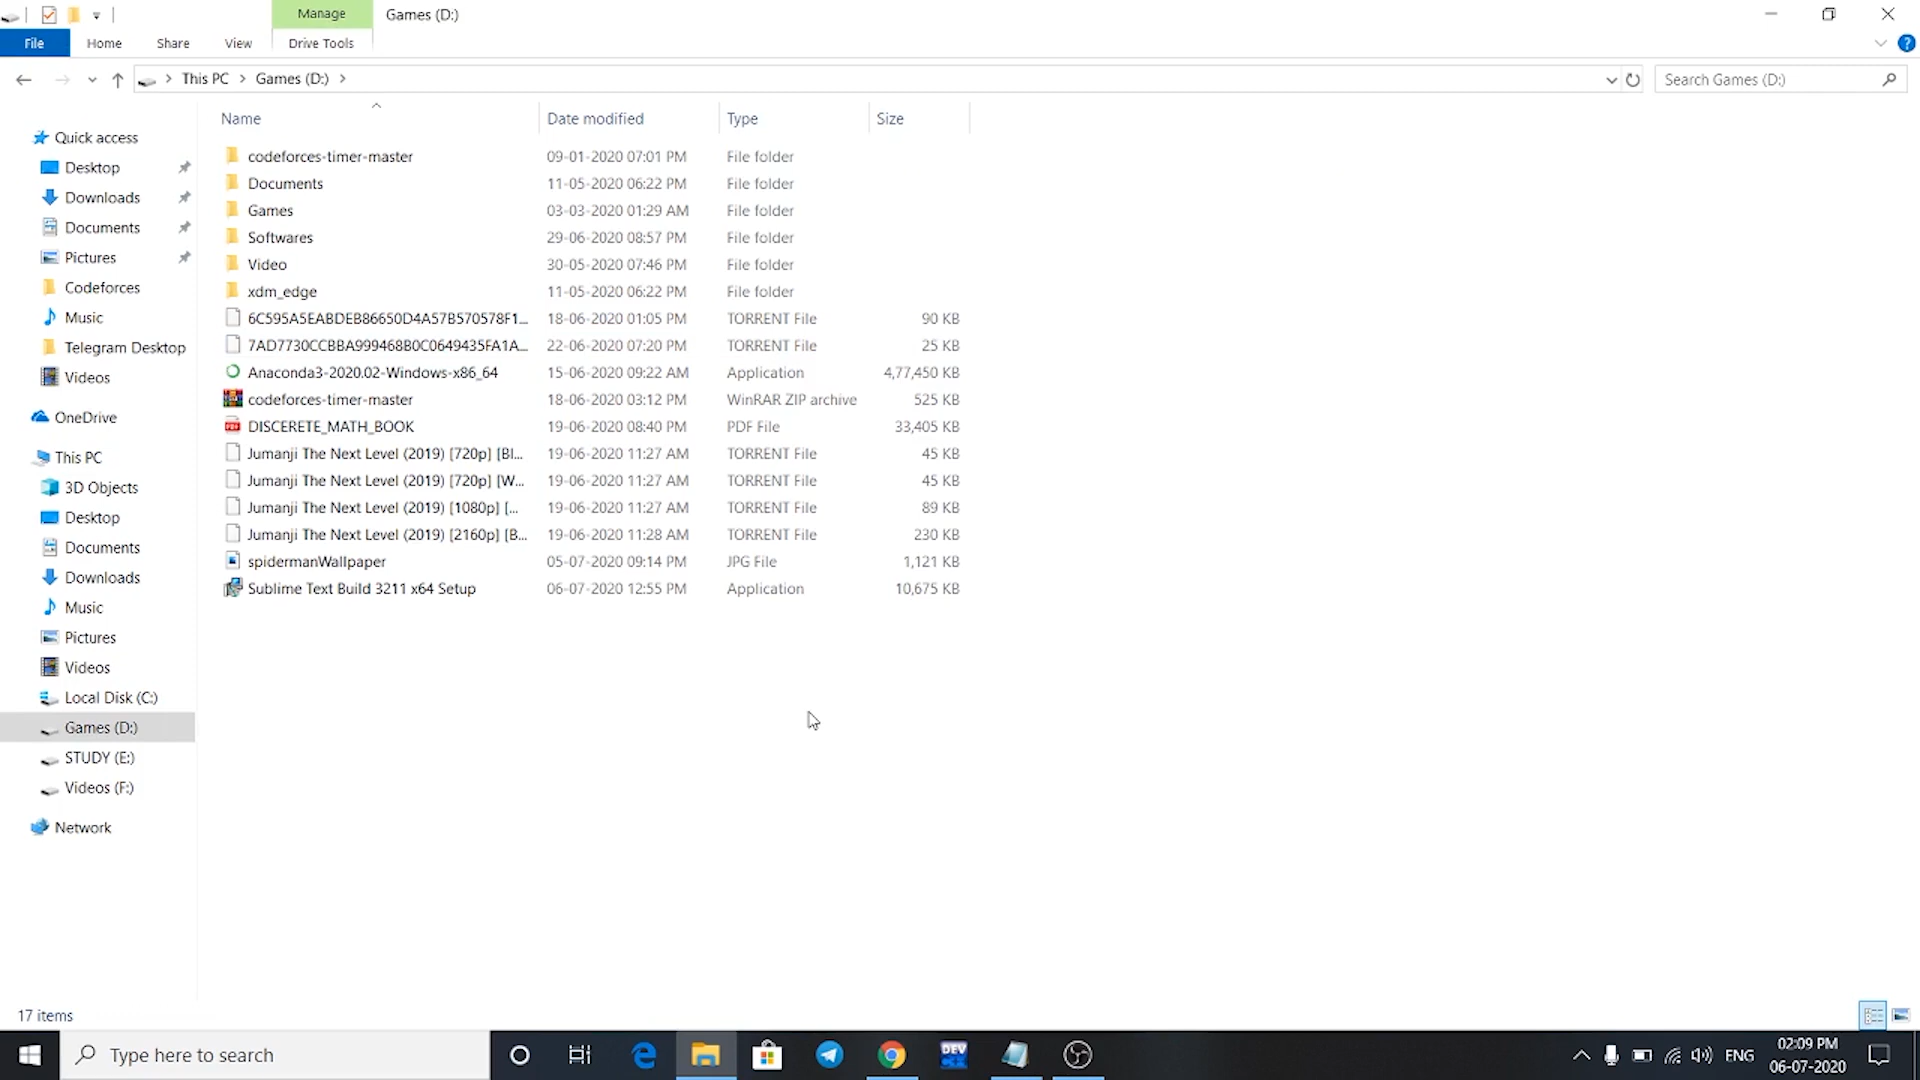 Manage Games (D:)
File Home Share View Drive Tools
This PC > Games (D:) > Search Games (D:)
Name Date modified Type Size
codeforces-timer-master 09-01-2020 07:01 PM File folder
Documents 11-05-2020 06:22 PM File folder
Games 03-03-2020 01:29 AM File folder
Softwares 29-06-2020 08:57 PM File folder
Video 30-05-2020 07:46 PM File folder
xdm_edge 11-05-2020 06:22 PM File folder
6C595A5EABDEB86650D4A57B570578F1... 18-06-2020 01:05 PM TORRENT File 90 KB
7AD7730CCBBA999468B0C0649435FA1A... 22-06-2020 07:20 PM TORRENT File 25 KB
Anaconda3-2020.02-Windows-x86_64 15-06-2020 09:22 AM Application 4,77,450 KB
codeforces-timer-master 18-06-2020 03:12 PM WinRAR ZIP archive 525 KB
DISCERETE_MATH_BOOK 19-06-2020 08:40 PM PDF File 33,405 KB
Jumanji The Next Level (2019) [720p] [Bl... 19-06-2020 11:27 AM TORRENT File 45 KB
Jumanji The Next Level (2019) [720p] [W... 19-06-2020 11:27 AM TORRENT File 45 KB
Jumanji The Next Level (2019) [1080p] [... 19-06-2020 11:27 AM TORRENT File 89 KB
Jumanji The Next Level (2019) [2160p] [B... 19-06-2020 11:28 AM TORRENT File 230 KB
spidermanWallpaper 05-07-2020 09:14 PM JPG File 1,121 KB
Sublime Text Build 3211 x64 Setup 06-07-2020 12:55 PM Application 10,675 KB
Quick access
Desktop
Downloads
Documents
Pictures
Codeforces
Music
Telegram Desktop
Videos
OneDrive
This PC
3D Objects
Desktop
Documents
Downloads
Music
Pictures
Videos
Local Disk (C:)
Games (D:)
STUDY (E:)
Videos (F:)
Network
17 items
Type here to search
DEV
ENG
02:09 PM
06-07-2020